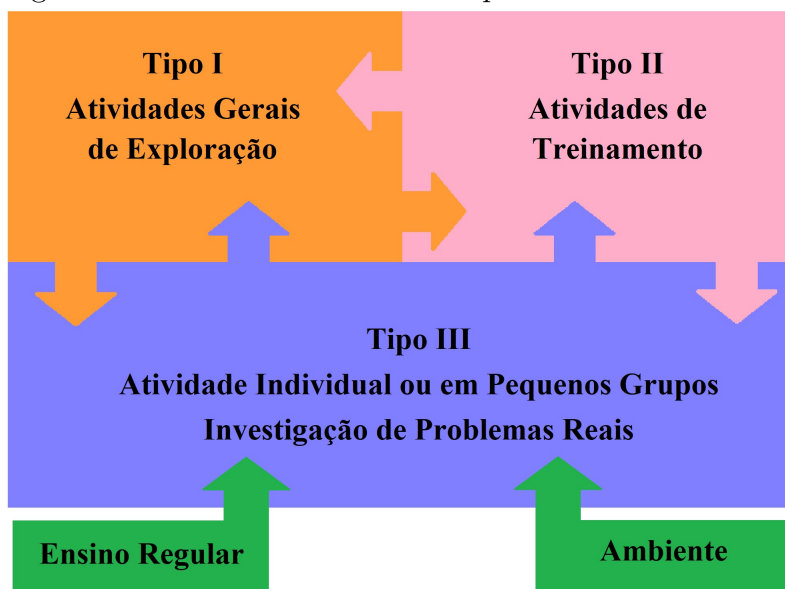 Tipo I
Atividades Gerais
de Exploração
Tipo II
Atividades de
Treinamento
Tipo III
Atividade Individual ou em Pequenos Grupos
Investigação de Problemas Reais
Ensino Regular
Ambiente